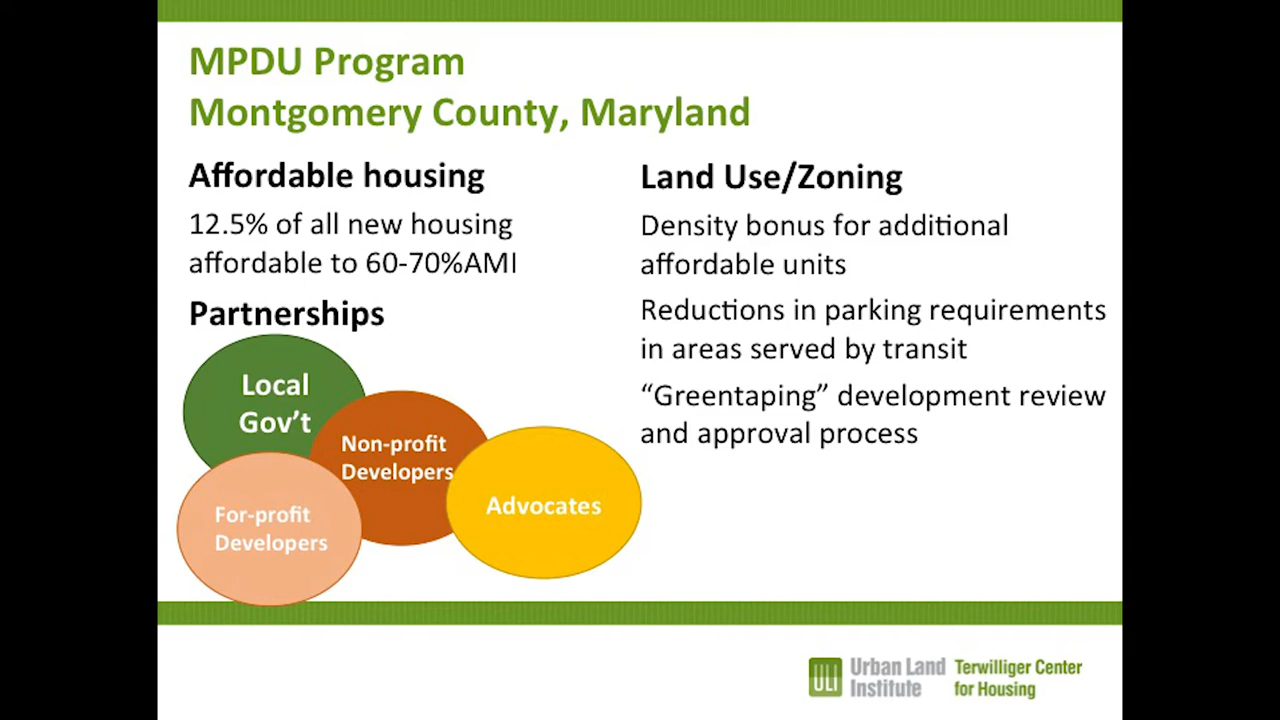 MPDU Program
Montgomery County, Maryland
Affordable housing
12.5% of all new housing
affordable to 60-70%AMI
Partnerships
Local
Gov’t
Non-profit
Developers
For-profit
Developers
Advocates
Land Use/Zoning
Density bonus for additional
affordable units
Reductions in parking requirements
in areas served by transit
“Greentaping” development review
and approval process
ULI
Urban Land
Institute
Terwilliger Center
for Housing